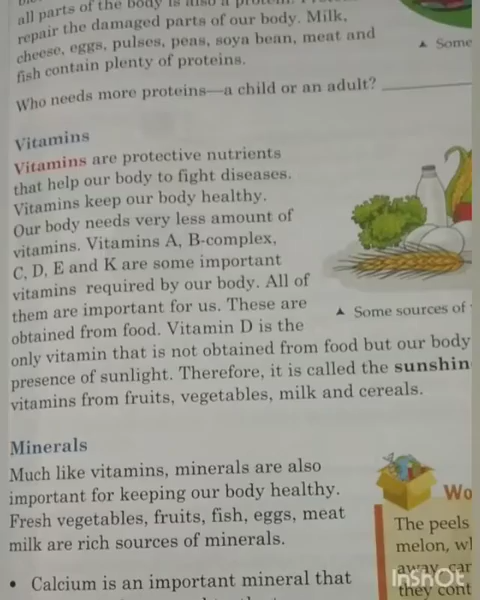 all parts of the body is also a protein.
repair the damaged parts of our body. Milk,
cheese, eggs, pulses, peas, soya bean, meat and
fish contain plenty of proteins.
▲ Some
Who needs more proteins—a child or an adult?
Vitamins
Vitamins are protective nutrients
that help our body to fight diseases.
Vitamins keep our body healthy.
Our body needs very less amount of
vitamins. Vitamins A, B-complex,
C, D, E and K are some important
vitamins required by our body. All of
them are important for us. These are
obtained from food. Vitamin D is the
▲ Some sources of
only vitamin that is not obtained from food but our body
presence of sunlight. Therefore, it is called the sunshin
vitamins from fruits, vegetables, milk and cereals.
Minerals
Much like vitamins, minerals are also
important for keeping our body healthy.
Fresh vegetables, fruits, fish, eggs, meat
milk are rich sources of minerals.
• Calcium is an important mineral that
Wo
The peels
melon, wh
away, can
they cont
InShOt